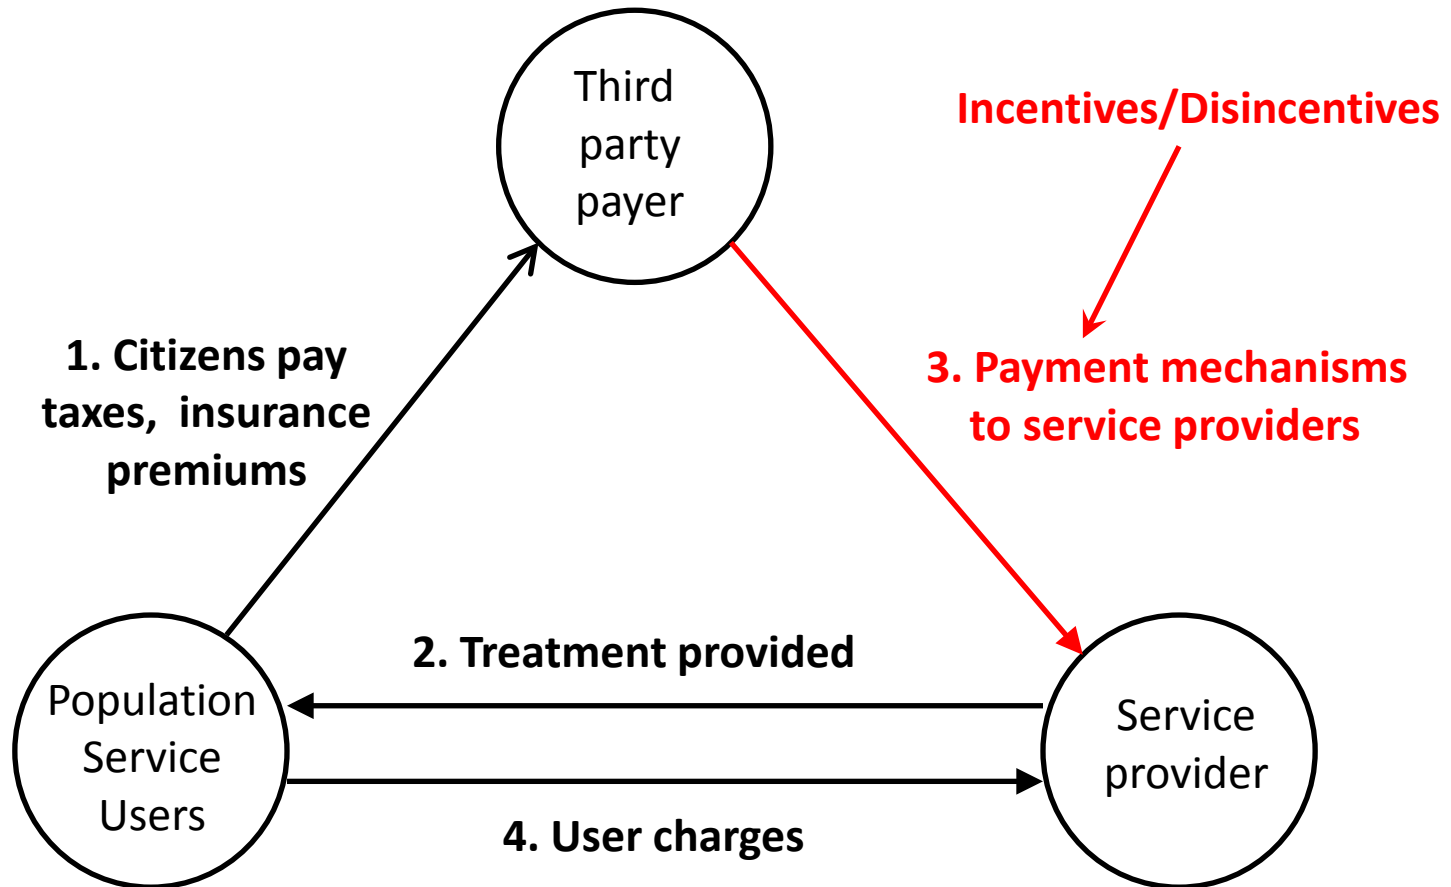 Third
party
payer
Incentives/Disincentives
1. Citizens pay
taxes, insurance
premiums
3. Payment mechanisms
to service providers
2. Treatment provided
Population
Service
Users
Service
provider
4. User charges